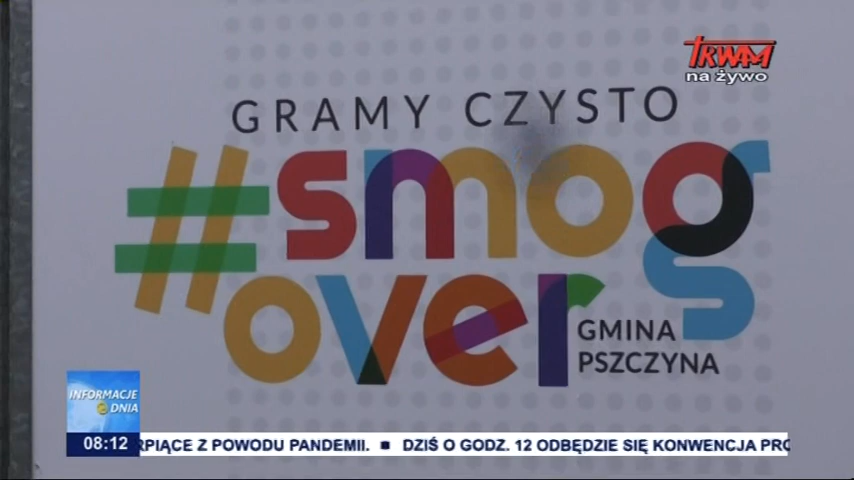 TRWAM
na żywo
GRAMY CZYSTO
#smog
over
GMINA
PSZCZYNA
INFORMACJE
DNIA
08:12
RPIĄCE Z POWODU PANDEMII. ■ DZIŚ O GODZ. 12 ODBĘDZIE SIĘ KONWENCJA PRO